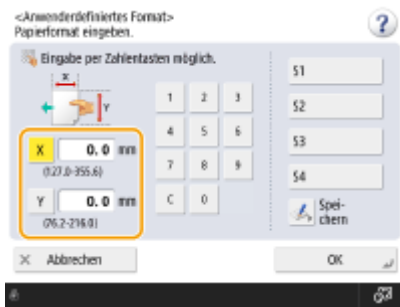 <Anwenderdefiniertes Format>
Papierformat eingeben.
?
Eingabe per Zahlentasten möglich.
X
Y
X 0, 0 mm
(127.0-355.6)
Y 0, 0 mm
(76.2-216.0)
1 2 3
4 5 6
7 8 9
C 0
S1
S2
S3
S4
Spei-
chern
× Abbrechen
OK